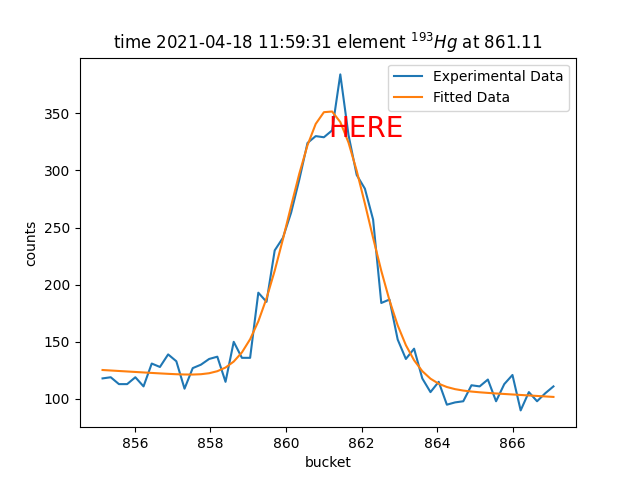 time 2021-04-18 11:59:31 element ¹⁹³Hg at 861.11
Experimental Data
Fitted Data
HERE
counts
350
300
250
200
150
100
856 858 860 862 864 866
bucket